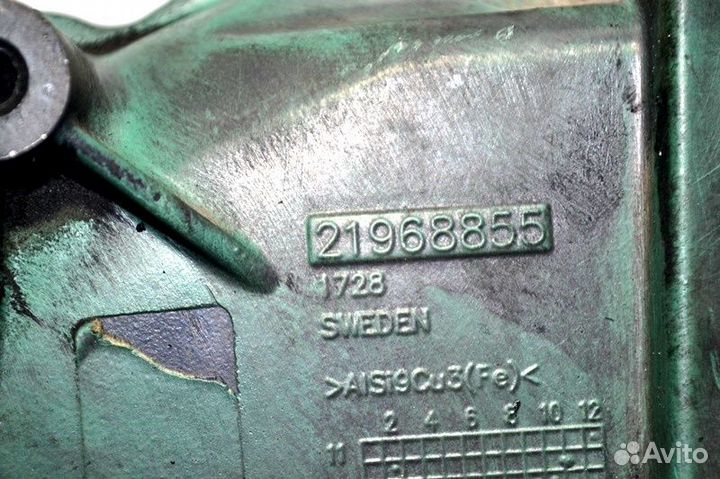 21968855
1728
SWEDEN
>AlSi9Cu3(Fe)<
2 4 6 8 10 12
11
Avito